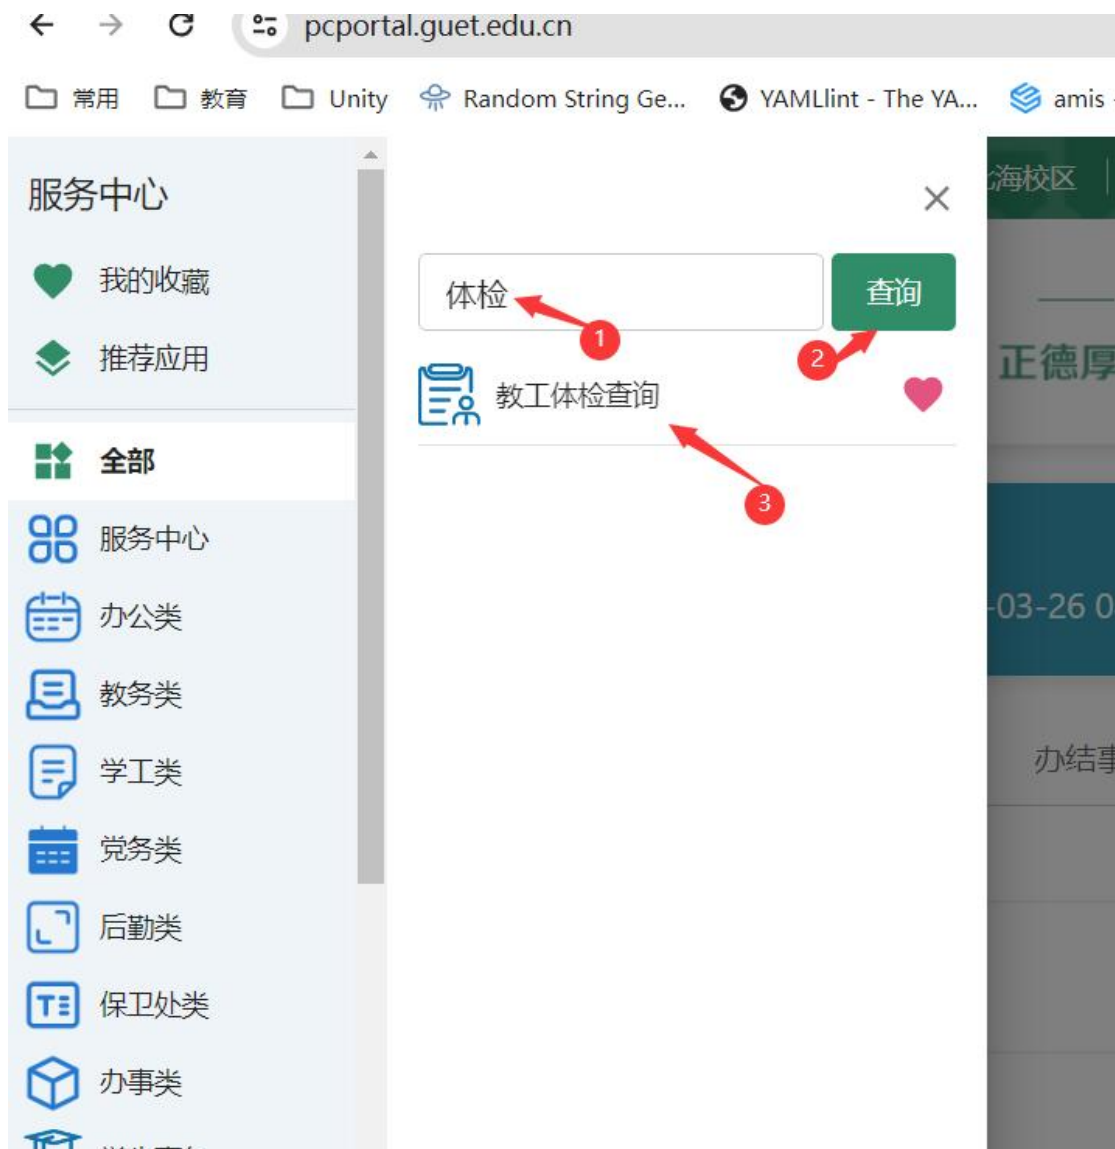 pcportal.guet.edu.cn
常用 教育 Unity Random String Ge... YAMLlint - The YA... amis
服务中心
海校区
我的收藏
体检 查询
1
2
推荐应用
正德厚
教工体检查询
全部
3
服务中心
办公类
-03-26 0
教务类
办结事
学工类
党务类
后勤类
保卫处类
T
办事类